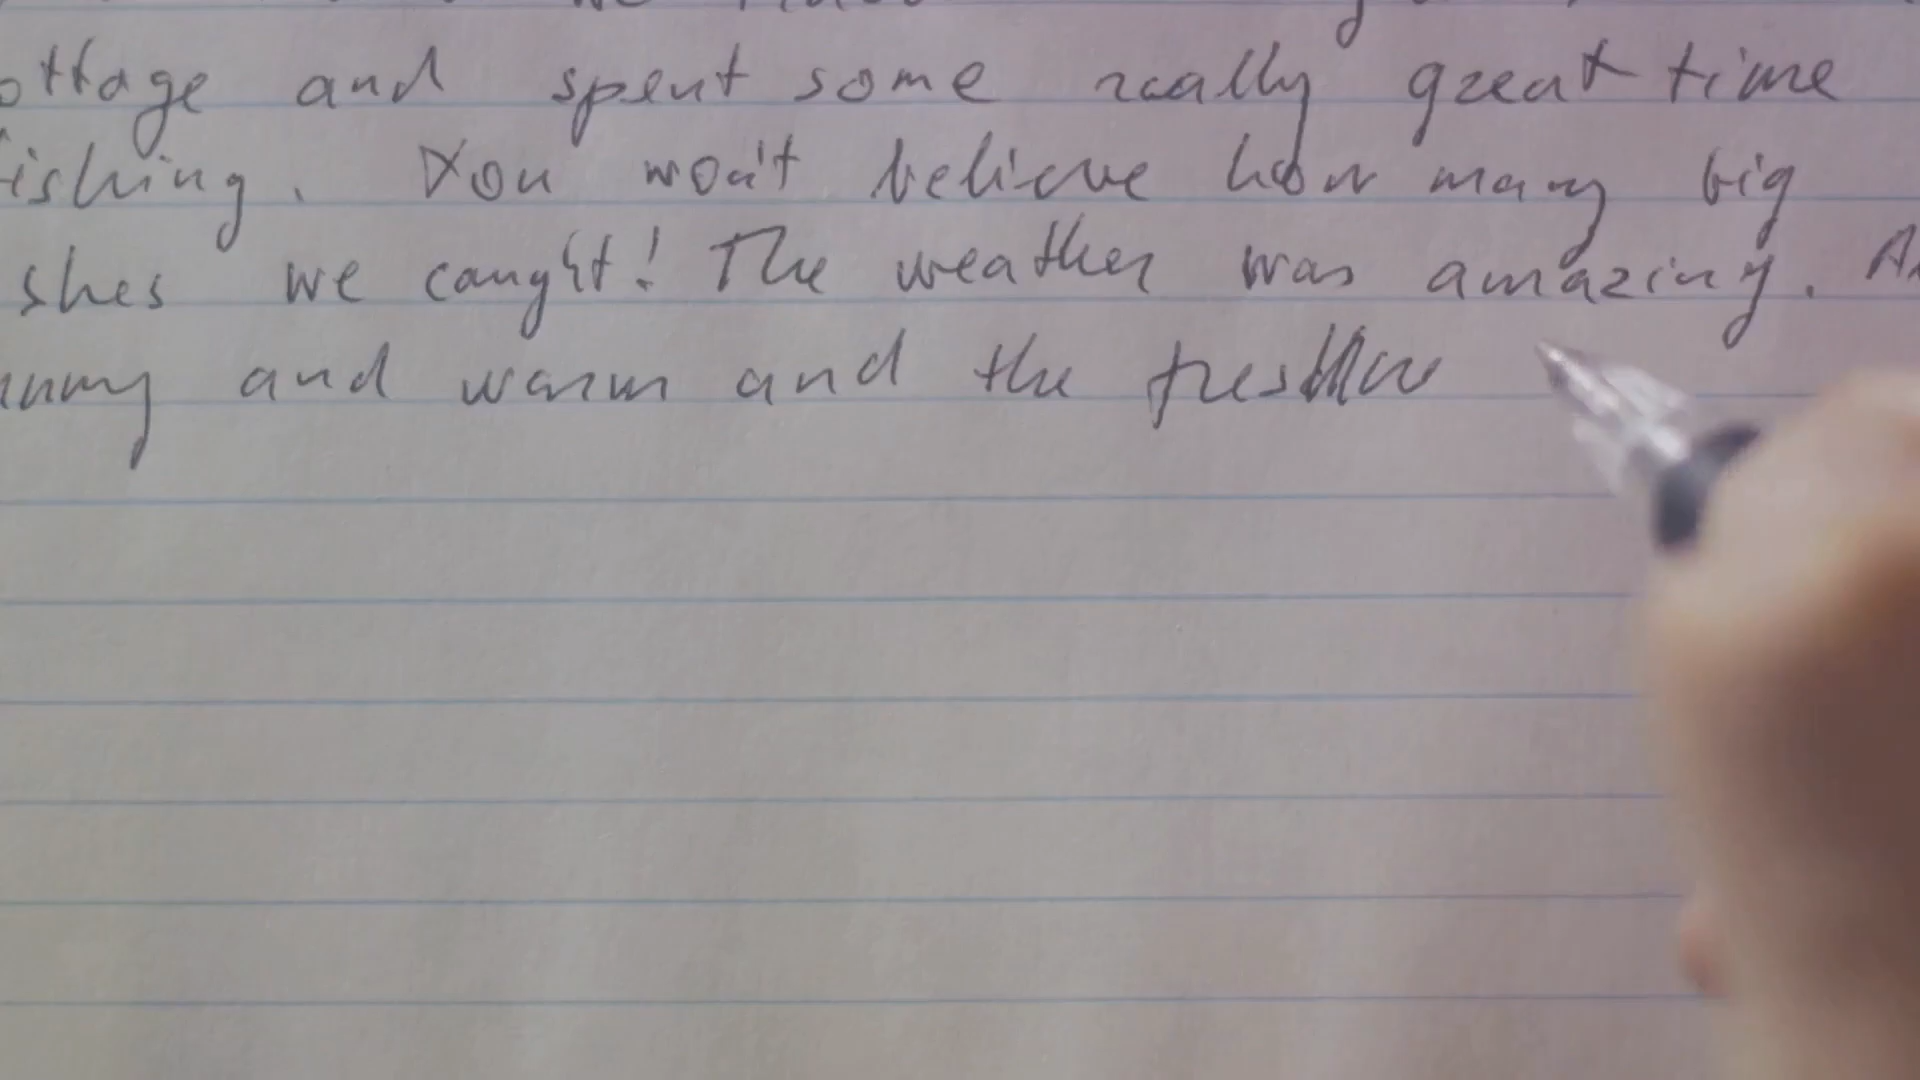 we
ottage and spent some really great time
ishing. You won't believe how many big
shes we caught! The weather was amazing. A
unny and warm and the